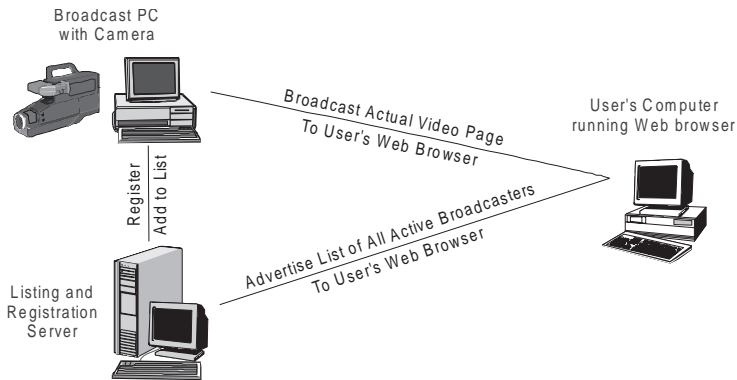 Broadcast PC
with Camera
Broadcast Actual Video Page
To User's Web Browser
User's Computer
running Web browser
Register
Add to List
Advertise List of All Active Broadcasters
To User's Web Browser
Listing and
Registration
Server